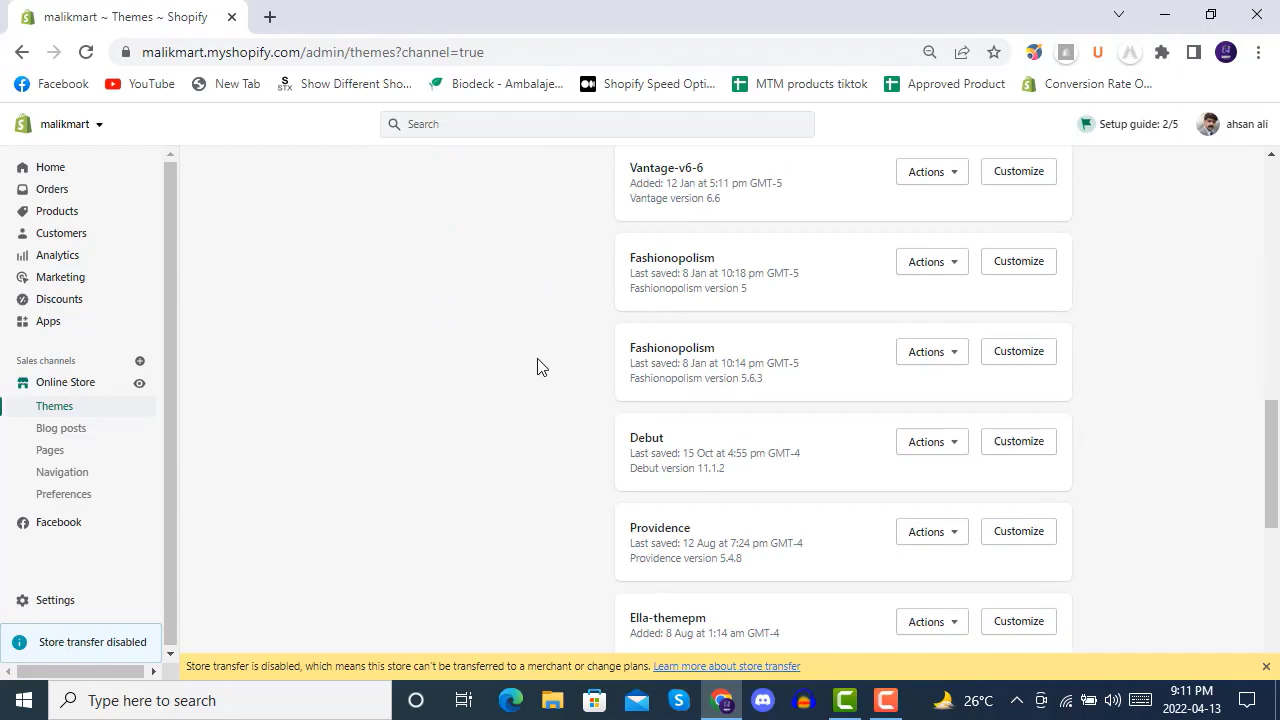 malikmart ~ Themes ~ Shopify
malikmart.myshopify.com/admin/themes?channel=true
Facebook
YouTube
New Tab
STX
Show Different Sho...
Biodeck - Ambalaje...
Shopify Speed Opti...
MTM products tiktok
Approved Product
Conversion Rate O...
malikmart
Search
Setup guide: 2/5
ahsan ali
Home
Orders
Products
Customers
Analytics
Marketing
Discounts
Apps
Sales channels
Online Store
Themes
Blog posts
Pages
Navigation
Preferences
Facebook
Settings
Store transfer disabled
Vantage-v6-6
Added: 12 Jan at 5:11 pm GMT-5
Vantage version 6.6
Actions
Customize
Fashionopolism
Last saved: 8 Jan at 10:18 pm GMT-5
Fashionopolism version 5
Actions
Customize
Fashionopolism
Last saved: 8 Jan at 10:14 pm GMT-5
Fashionopolism version 5.6.3
Actions
Customize
Debut
Last saved: 15 Oct at 4:55 pm GMT-4
Debut version 11.1.2
Actions
Customize
Providence
Last saved: 12 Aug at 7:24 pm GMT-4
Providence version 5.4.8
Actions
Customize
Ella-themepm
Added: 8 Aug at 1:14 am GMT-4
Actions
Customize
Store transfer is disabled, which means this store can't be transferred to a merchant or change plans. Learn more about store transfer
Type here to search
26°C
9:11 PM
2022-04-13